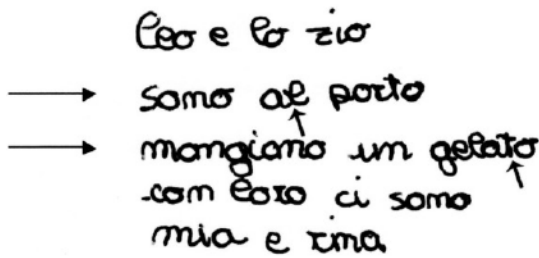 leo e lo zio
sono al porto
mangiano un gelato
con loro ci sono
mia e rina